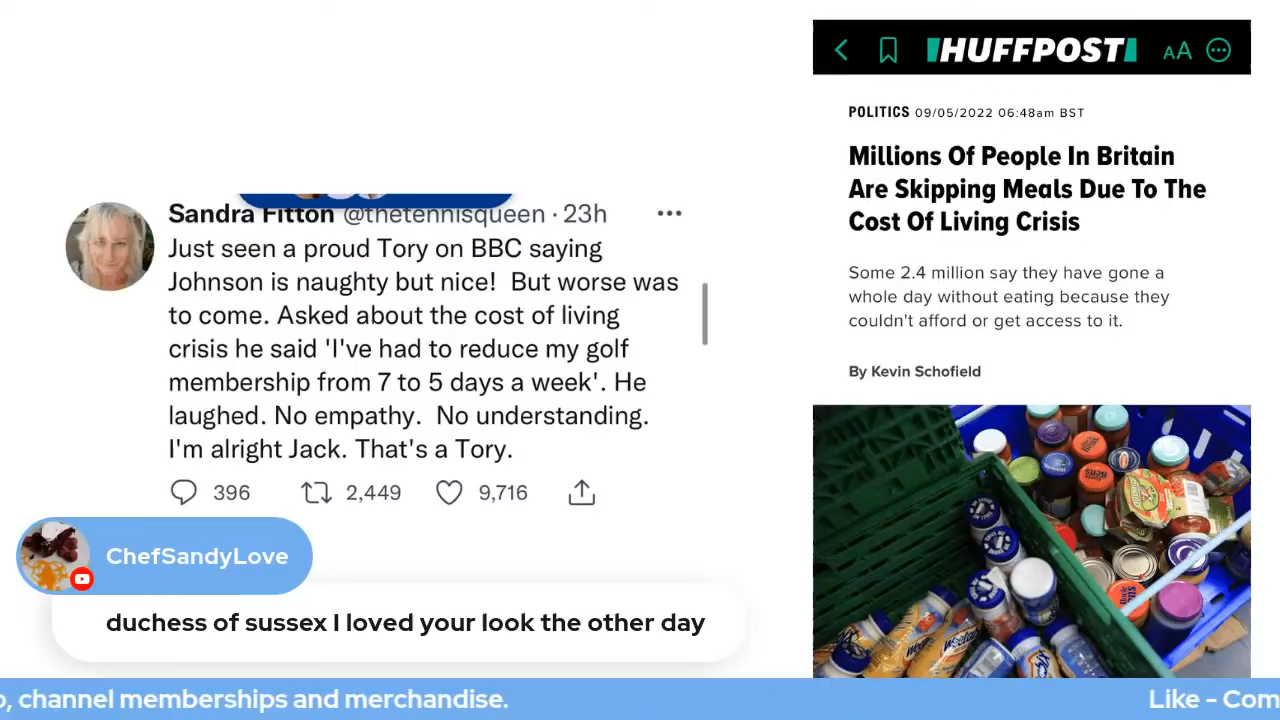 Sandra Fitton @thetennisqueen · 23h
Just seen a proud Tory on BBC saying
Johnson is naughty but nice! But worse was
to come. Asked about the cost of living
crisis he said 'I've had to reduce my golf
membership from 7 to 5 days a week'. He
laughed. No empathy. No understanding.
I'm alright Jack. That's a Tory.
396 2,449 9,716
ChefSandyLove
duchess of sussex I loved your look the other day
HUFFPOST AA
POLITICS 09/05/2022 06:48am BST
Millions Of People In Britain
Are Skipping Meals Due To The
Cost Of Living Crisis
Some 2.4 million say they have gone a
whole day without eating because they
couldn't afford or get access to it.
By Kevin Schofield
, channel memberships and merchandise.
Like - Com